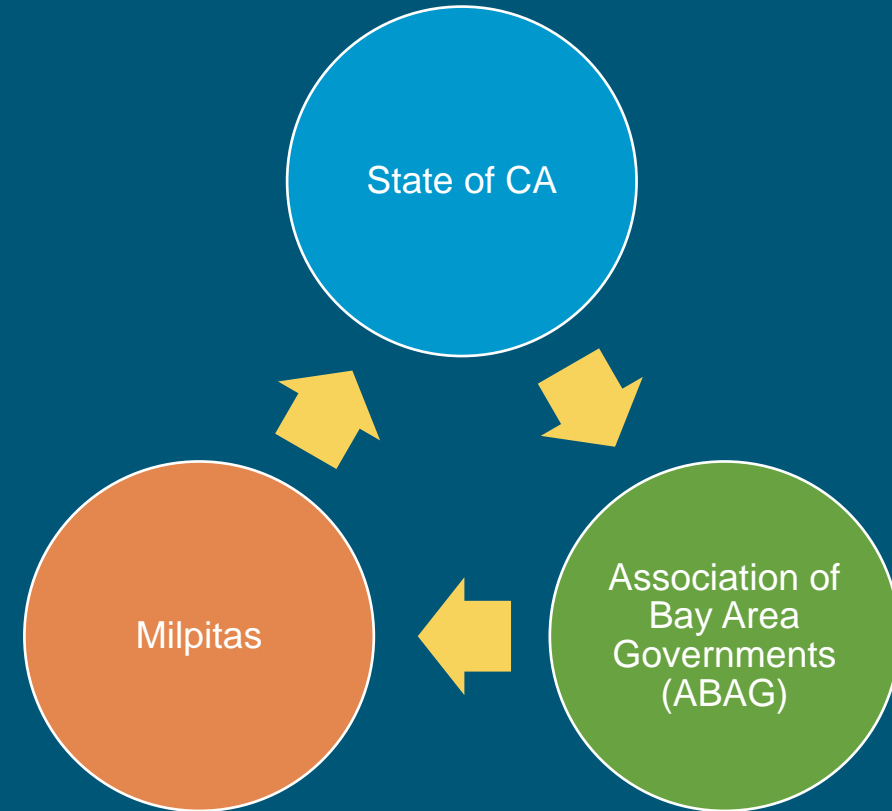 State of CA
Association of
Bay Area
Governments
(ABAG)
Milpitas